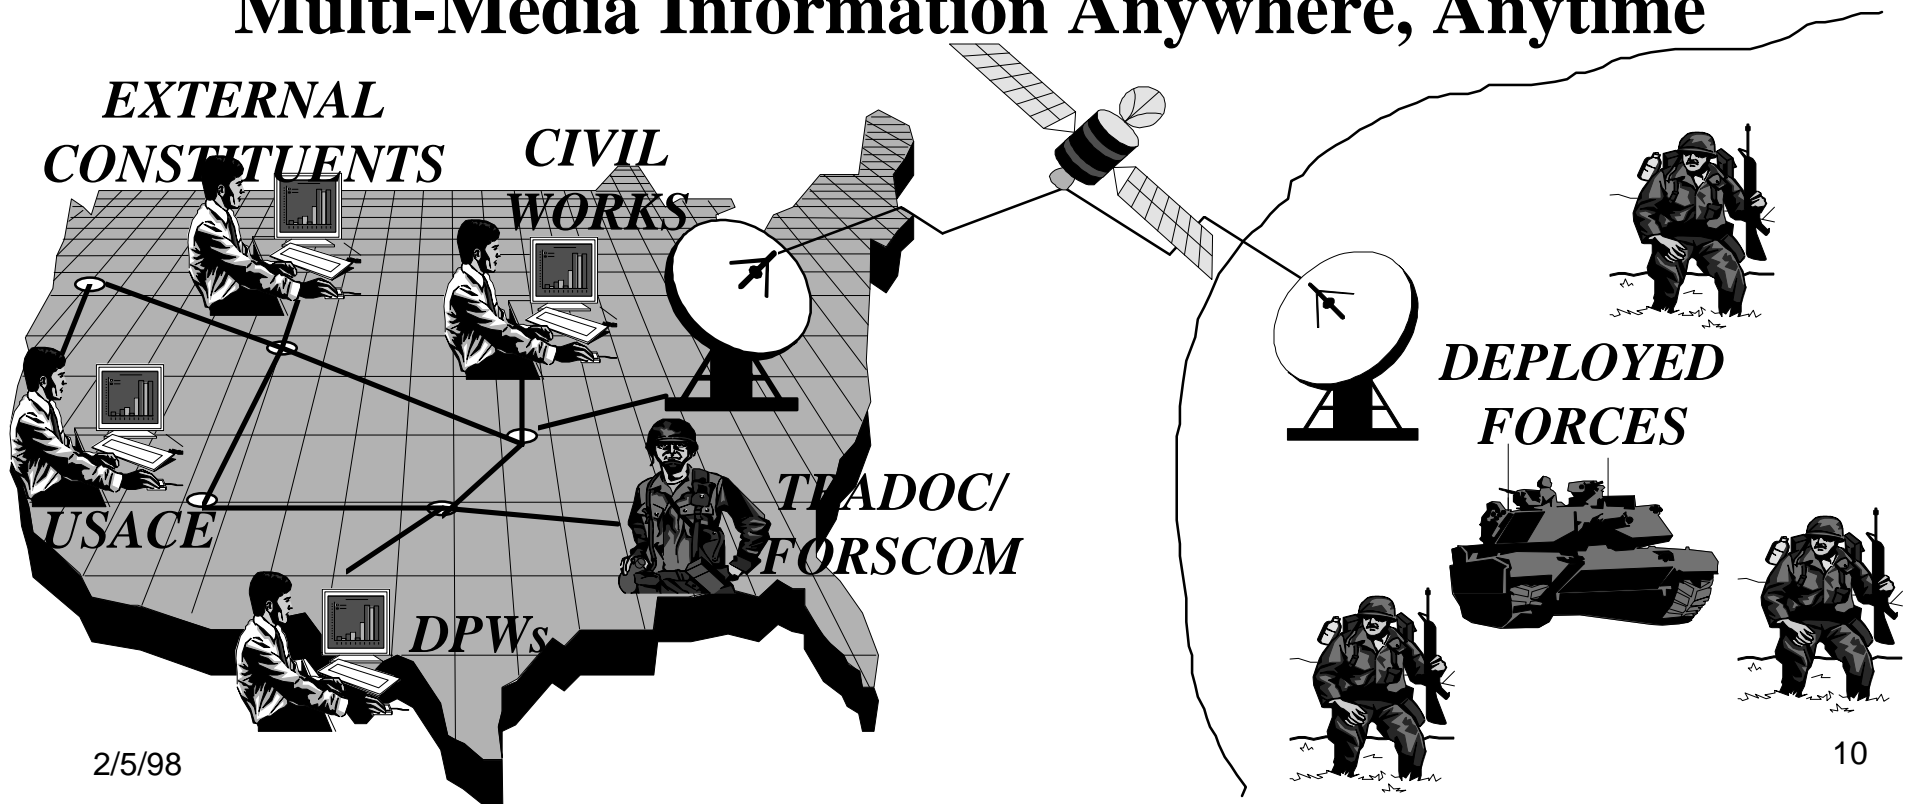 Multi-Media Information Anywhere, Anytime
EXTERNAL
CONSTITUENTS
CIVIL
WORKS
DEPLOYED
FORCES
TRADOC/
FORSCOM
USACE
DPWs
2/5/98
10